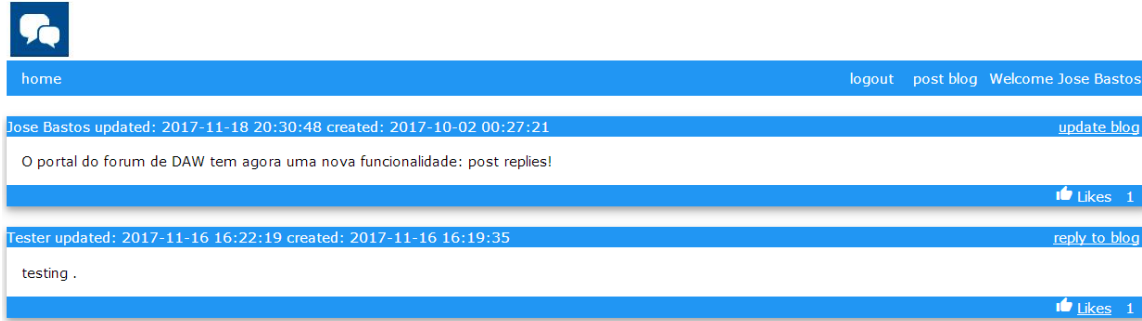 home logout post blog Welcome Jose Bastos
Jose Bastos updated: 2017-11-18 20:30:48 created: 2017-10-02 00:27:21 update blog
O portal do forum de DAW tem agora uma nova funcionalidade: post replies!
Likes 1
Tester updated: 2017-11-16 16:22:19 created: 2017-11-16 16:19:35 reply to blog
testing .
Likes 1